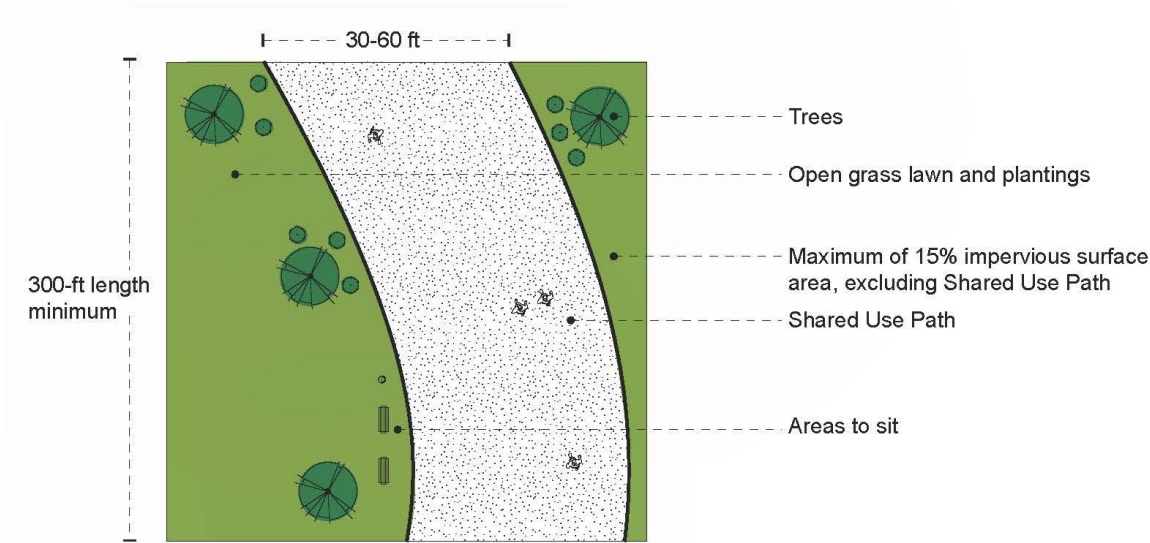 30-60 ft
Trees
Open grass lawn and plantings
Maximum of 15% impervious surface
area, excluding Shared Use Path
300-ft length
minimum
Shared Use Path
Areas to sit